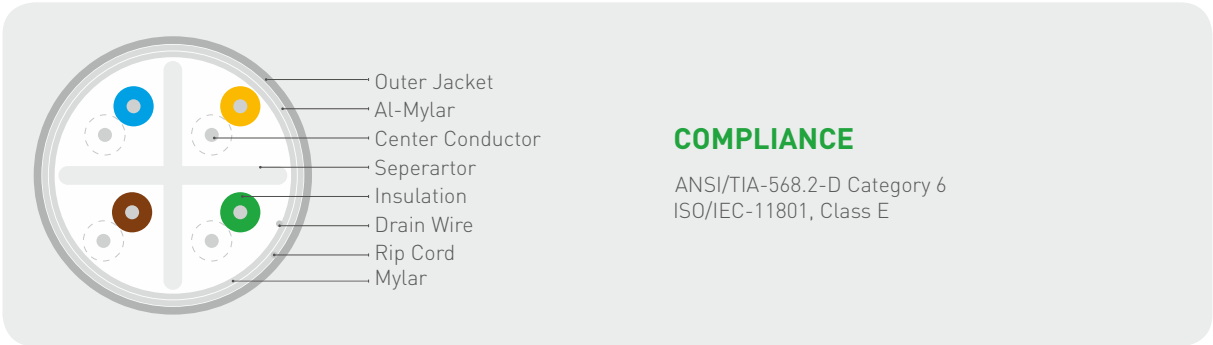 Outer Jacket
Al-Mylar
Center Conductor
Seperartor
Insulation
Drain Wire
Rip Cord
Mylar
COMPLIANCE
ANSI/TIA-568.2-D Category 6
ISO/IEC-11801, Class E